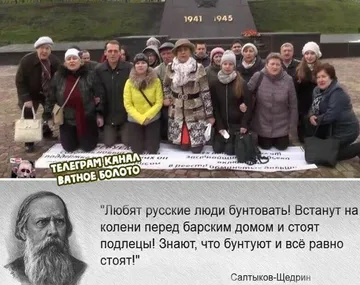 1941 1945
ТЕЛЕГРАМ КАНАЛ
ВАТНОЕ БОЛОТО
"Любят русские люди бунтовать! Встанут на
колени перед барским домом и стоят
подлецы! Знают, что бунтуют и всё равно
стоят!"
Салтыков-Щедрин